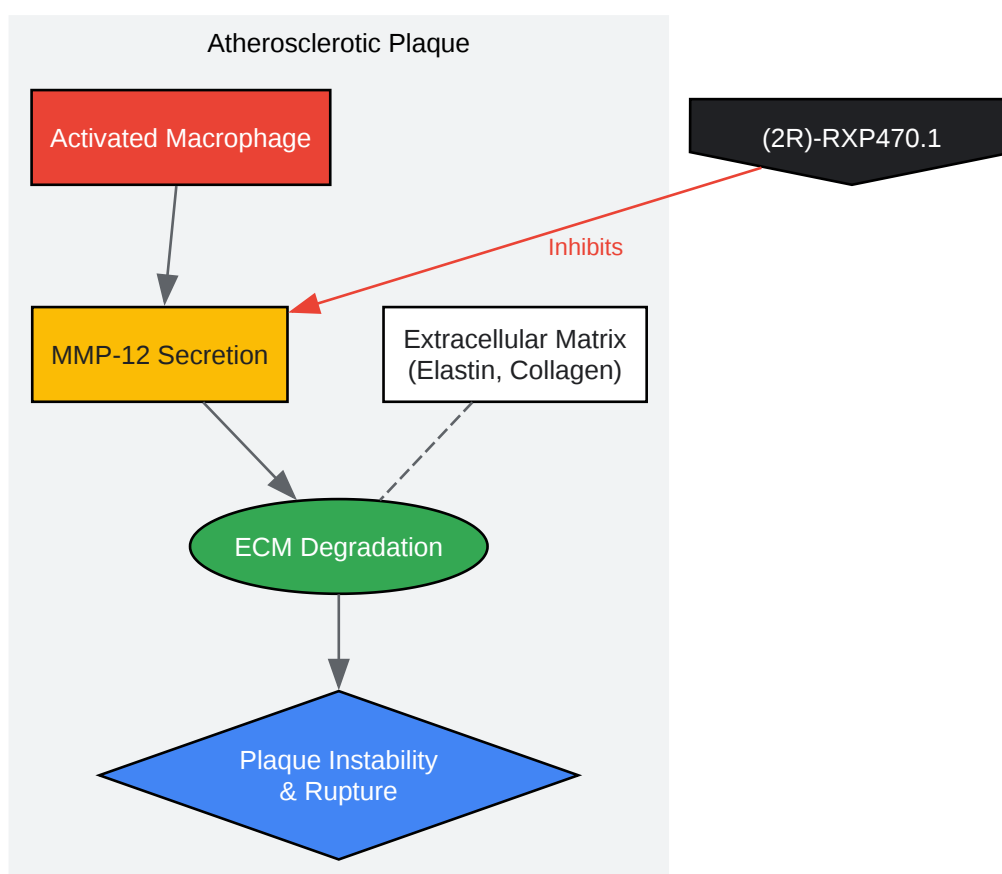 Atherosclerotic Plaque
Activated Macrophage
(2R)-RXP470.1
Inhibits
MMP-12 Secretion
Extracellular Matrix
(Elastin, Collagen)
ECM Degradation
Plaque Instability
& Rupture